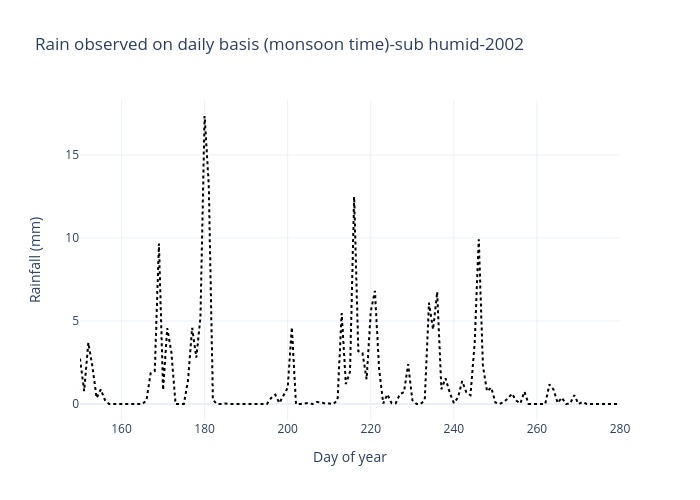 Rain observed on daily basis (monsoon time)-sub humid-2002
Rainfall (mm)
15
10
5
0
160 180 200 220 240 260 280
Day of year